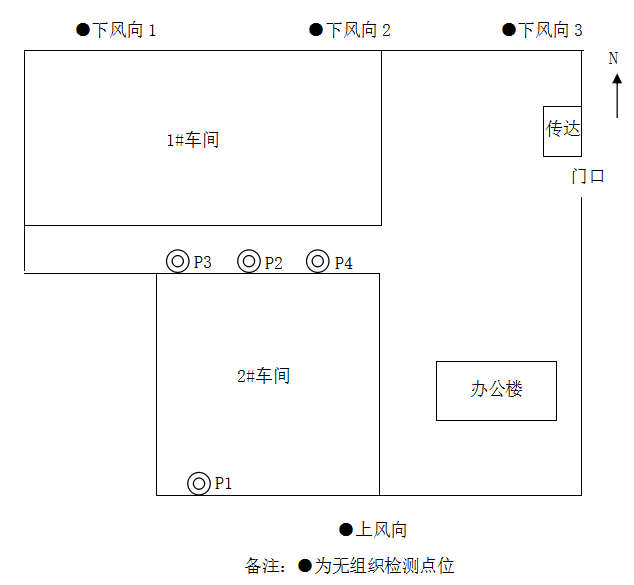 ●下风向1
●下风向2
●下风向3
N
传达
1#车间
门口
P3
P2
P4
2#车间
办公楼
P1
●上风向
备注：●为无组织检测点位